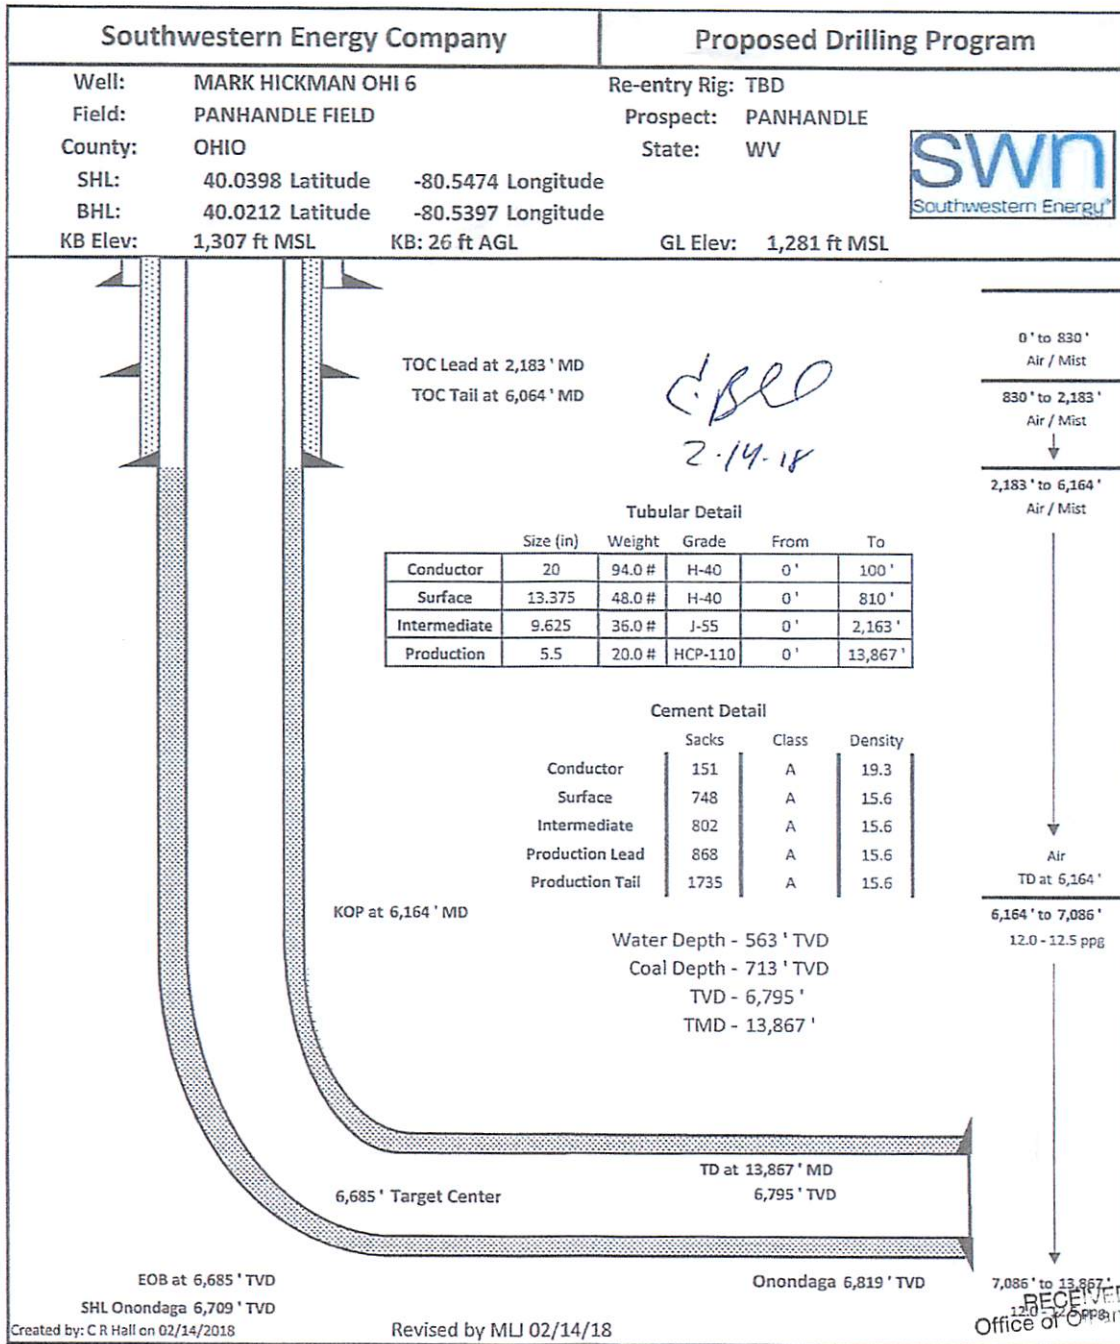 Southwestern Energy Company
Proposed Drilling Program
Well: MARK HICKMAN OHI 6 Re-entry Rig: TBD
Field: PANHANDLE FIELD Prospect: PANHANDLE
County: OHIO State: WV
SHL: 40.0398 Latitude -80.5474 Longitude
BHL: 40.0212 Latitude -80.5397 Longitude
KB Elev: 1,307 ft MSL KB: 26 ft AGL GL Elev: 1,281 ft MSL
swn
Southwestern Energy
0 ' to 830 '
Air / Mist
TOC Lead at 2,183 ' MD
TOC Tail at 6,064 ' MD
830 ' to 2,183 '
Air / Mist
2-14-18
2,183 ' to 6,164 '
Air / Mist
Tubular Detail
Size (in) Weight Grade From To
Conductor 20 94.0 # H-40 0 ' 100 '
Surface 13.375 48.0 # H-40 0 ' 810 '
Intermediate 9.625 36.0 # J-55 0 ' 2,163 '
Production 5.5 20.0 # HCP-110 0 ' 13,867 '
Cement Detail
Sacks Class Density
Conductor 151 A 19.3
Surface 748 A 15.6
Intermediate 802 A 15.6
Production Lead 868 A 15.6
Production Tail 1735 A 15.6
Air
TD at 6,164 '
KOP at 6,164 ' MD
6,164 ' to 7,086 '
12.0 - 12.5 ppg
Water Depth - 563 ' TVD
Coal Depth - 713 ' TVD
TVD - 6,795 '
TMD - 13,867 '
TD at 13,867 ' MD
6,795 ' TVD
6,685 ' Target Center
EOB at 6,685 ' TVD
Onondaga 6,819 ' TVD
7,086 ' to 13,867 '
12.0 - 12.5 ppg
SHL Onondaga 6,709 ' TVD
RECEIVED
Office of
Created by: C R Hall on 02/14/2018
Revised by MLJ 02/14/18